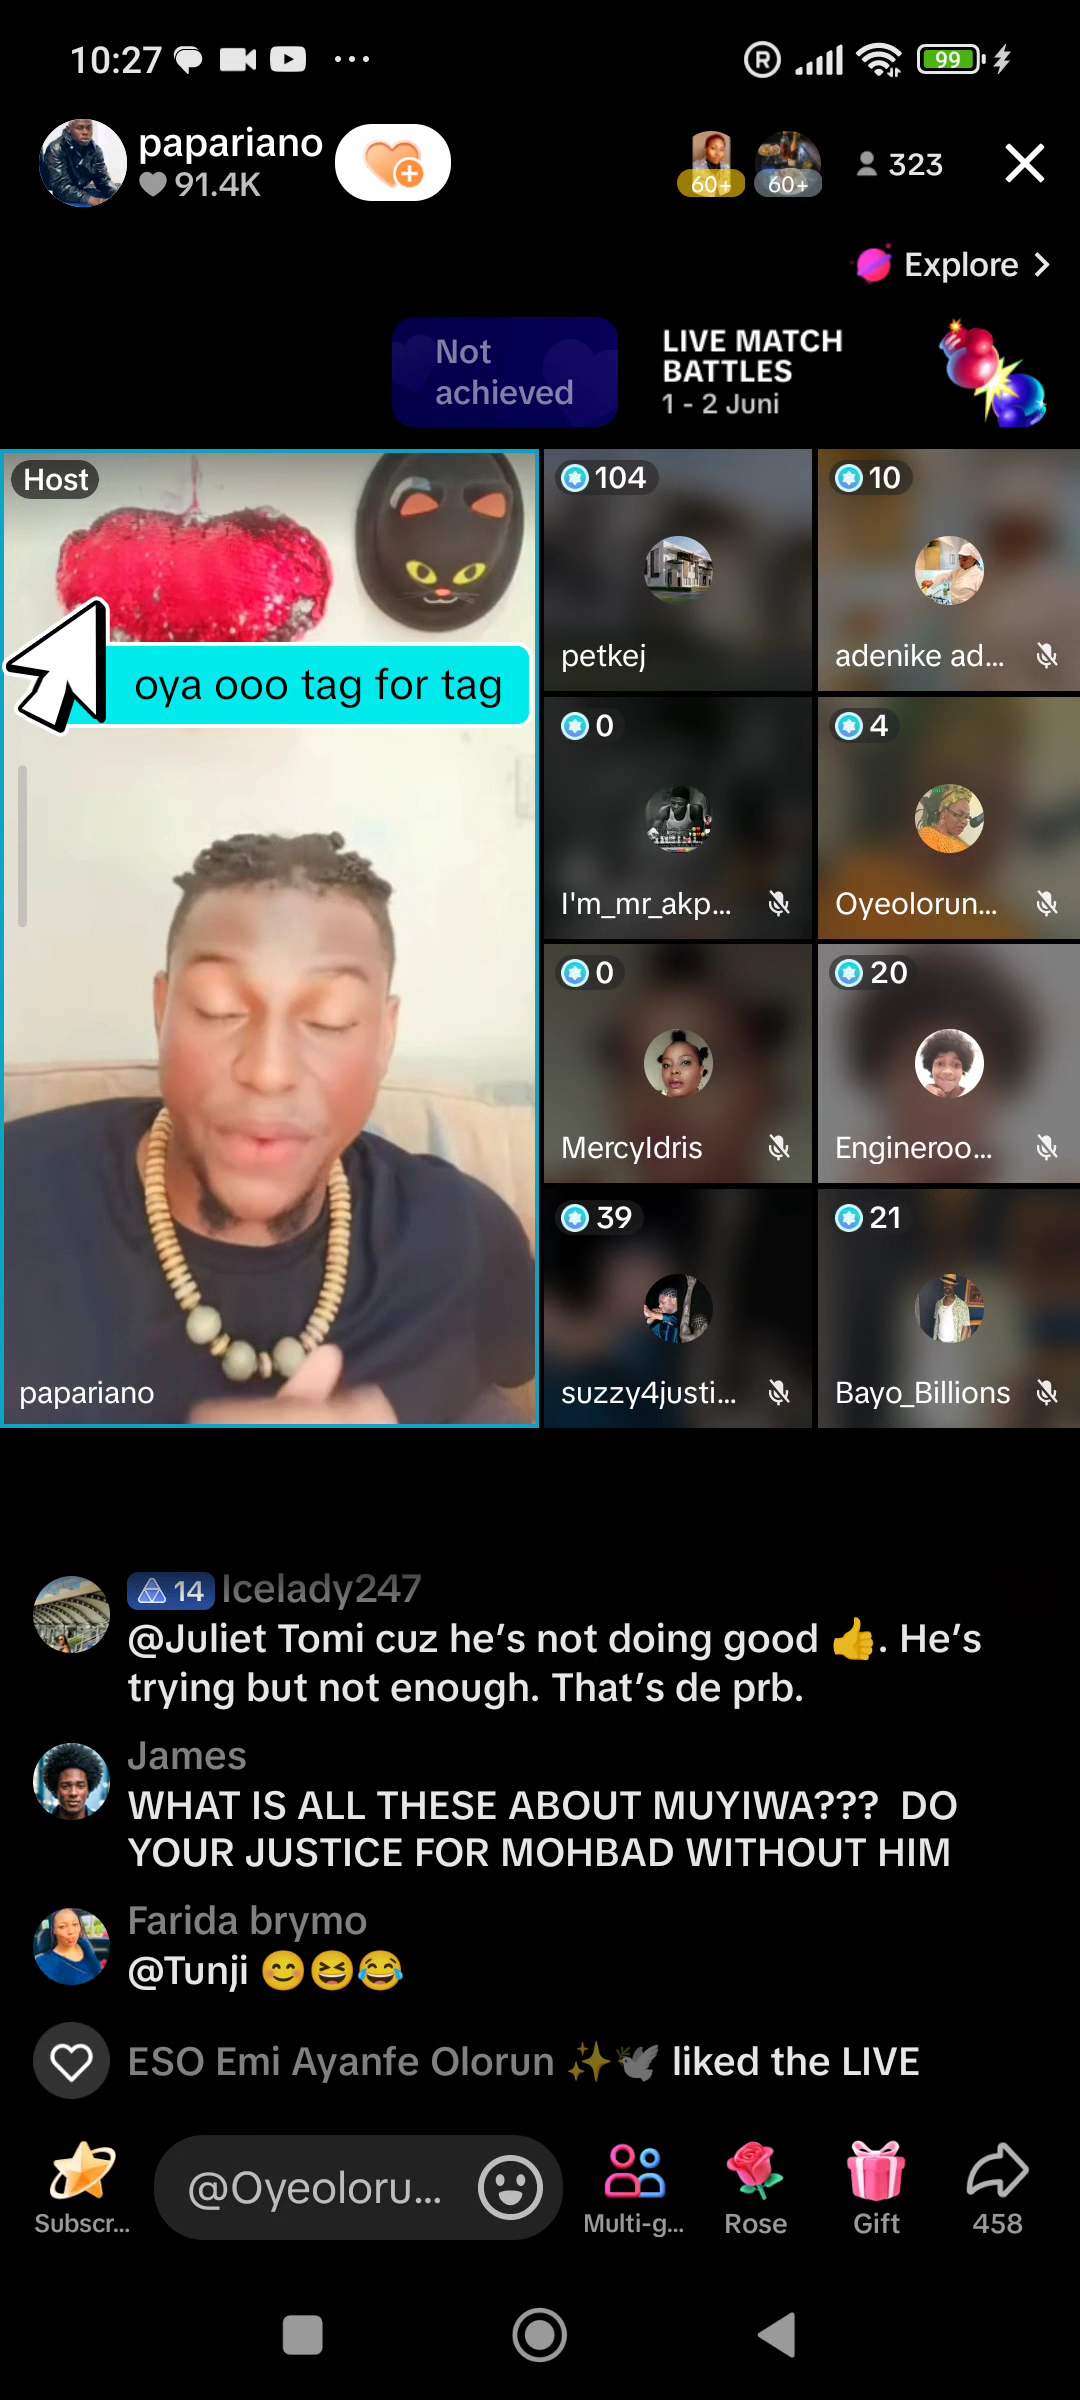 10:27
R
99
papariano
91.4K
60+
60+
323
Explore
Not
achieved
LIVE MATCH
BATTLES
1 - 2 Juni
Host
oya ooo tag for tag
papariano
104
petkej
10
adenike ad...
0
I'm_mr_akp...
4
Oyeolorun...
0
MercyIdris
20
Engineroo...
39
suzzy4justi...
21
Bayo_Billions
14 Icelady247
@Juliet Tomi cuz he's not doing good 👍. He's
trying but not enough. That's de prb.
James
WHAT IS ALL THESE ABOUT MUYIWA??? DO
YOUR JUSTICE FOR MOHBAD WITHOUT HIM
Farida brymo
@Tunji 😊😆😂
ESO Emi Ayanfe Olorun ✨🕊 liked the LIVE
@Oyeoloru...
Subscr...
Multi-g...
Rose
Gift
458